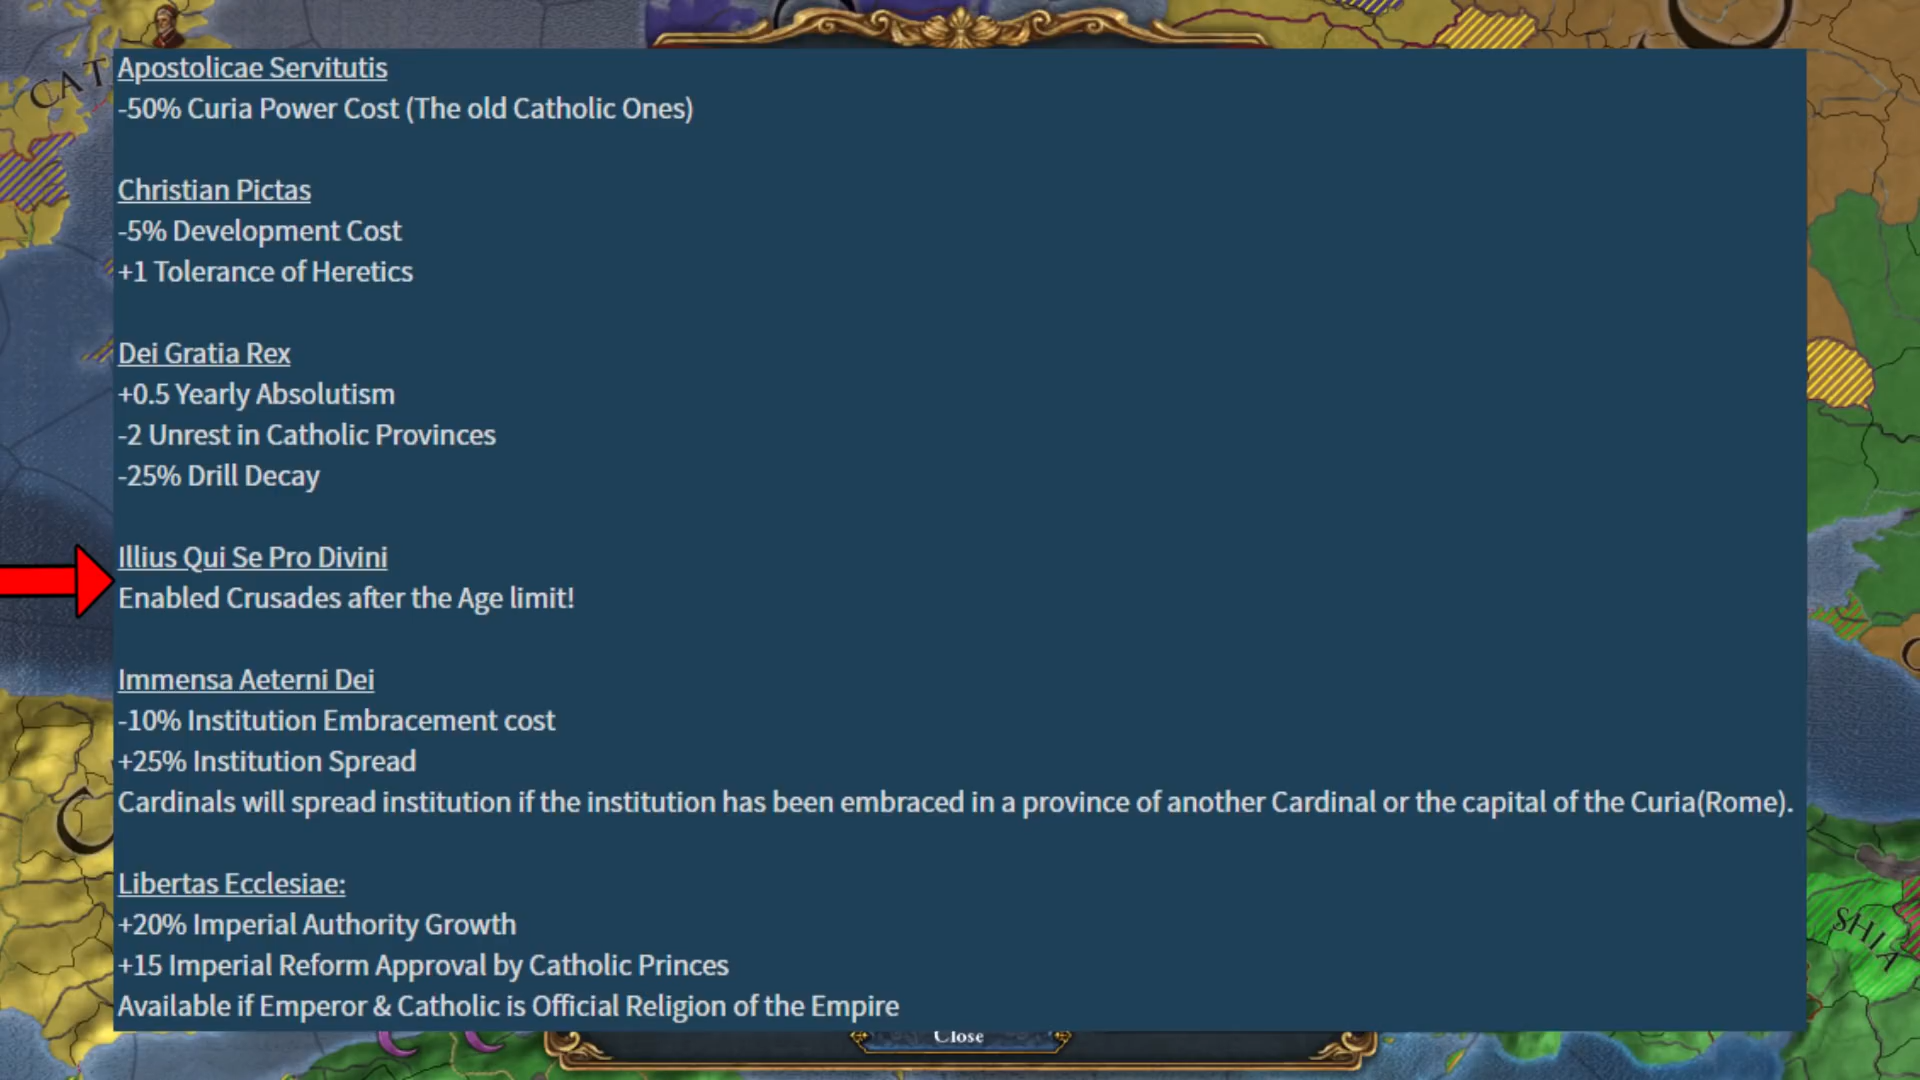 CAT
Apostolicae Servitutis
-50% Curia Power Cost (The old Catholic Ones)
Christian Pictas
-5% Development Cost
+1 Tolerance of Heretics
Dei Gratia Rex
+0.5 Yearly Absolutism
-2 Unrest in Catholic Provinces
-25% Drill Decay
Illius Qui Se Pro Divini
Enabled Crusades after the Age limit!
Immensa Aeterni Dei
-10% Institution Embracement cost
+25% Institution Spread
Cardinals will spread institution if the institution has been embraced in a province of another Cardinal or the capital of the Curia(Rome).
Libertas Ecclesiae:
+20% Imperial Authority Growth
+15 Imperial Reform Approval by Catholic Princes
Available if Emperor & Catholic is Official Religion of the Empire
SHIA
Close